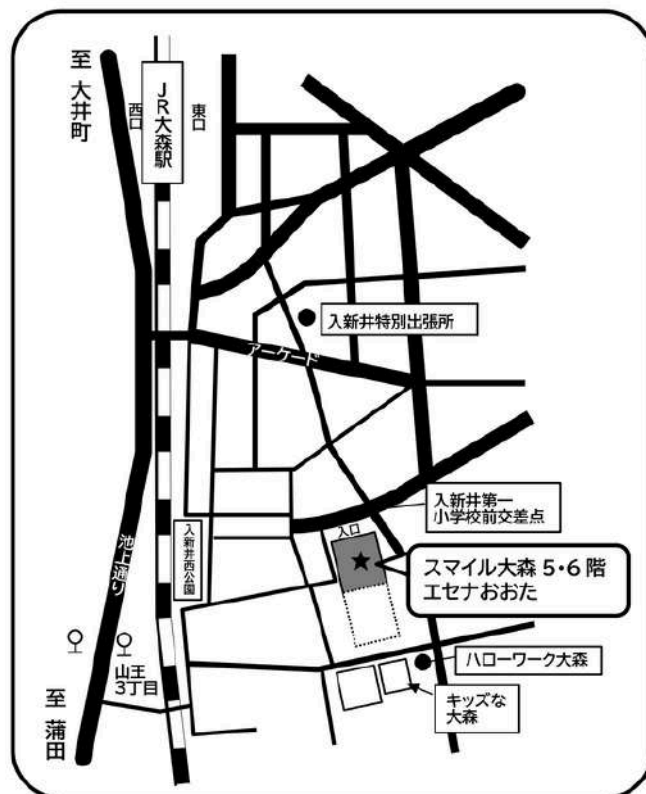 至 大井町
西口
JR大森駅
東口
入新井特別出張所
アーケード
入新井第一
小学校前交差点
入口
スマイル大森 5・6 階
エセナおおた
入新井西公園
池上通り
ハローワーク大森
山王
3丁目
キッズな
大森
至 蒲田